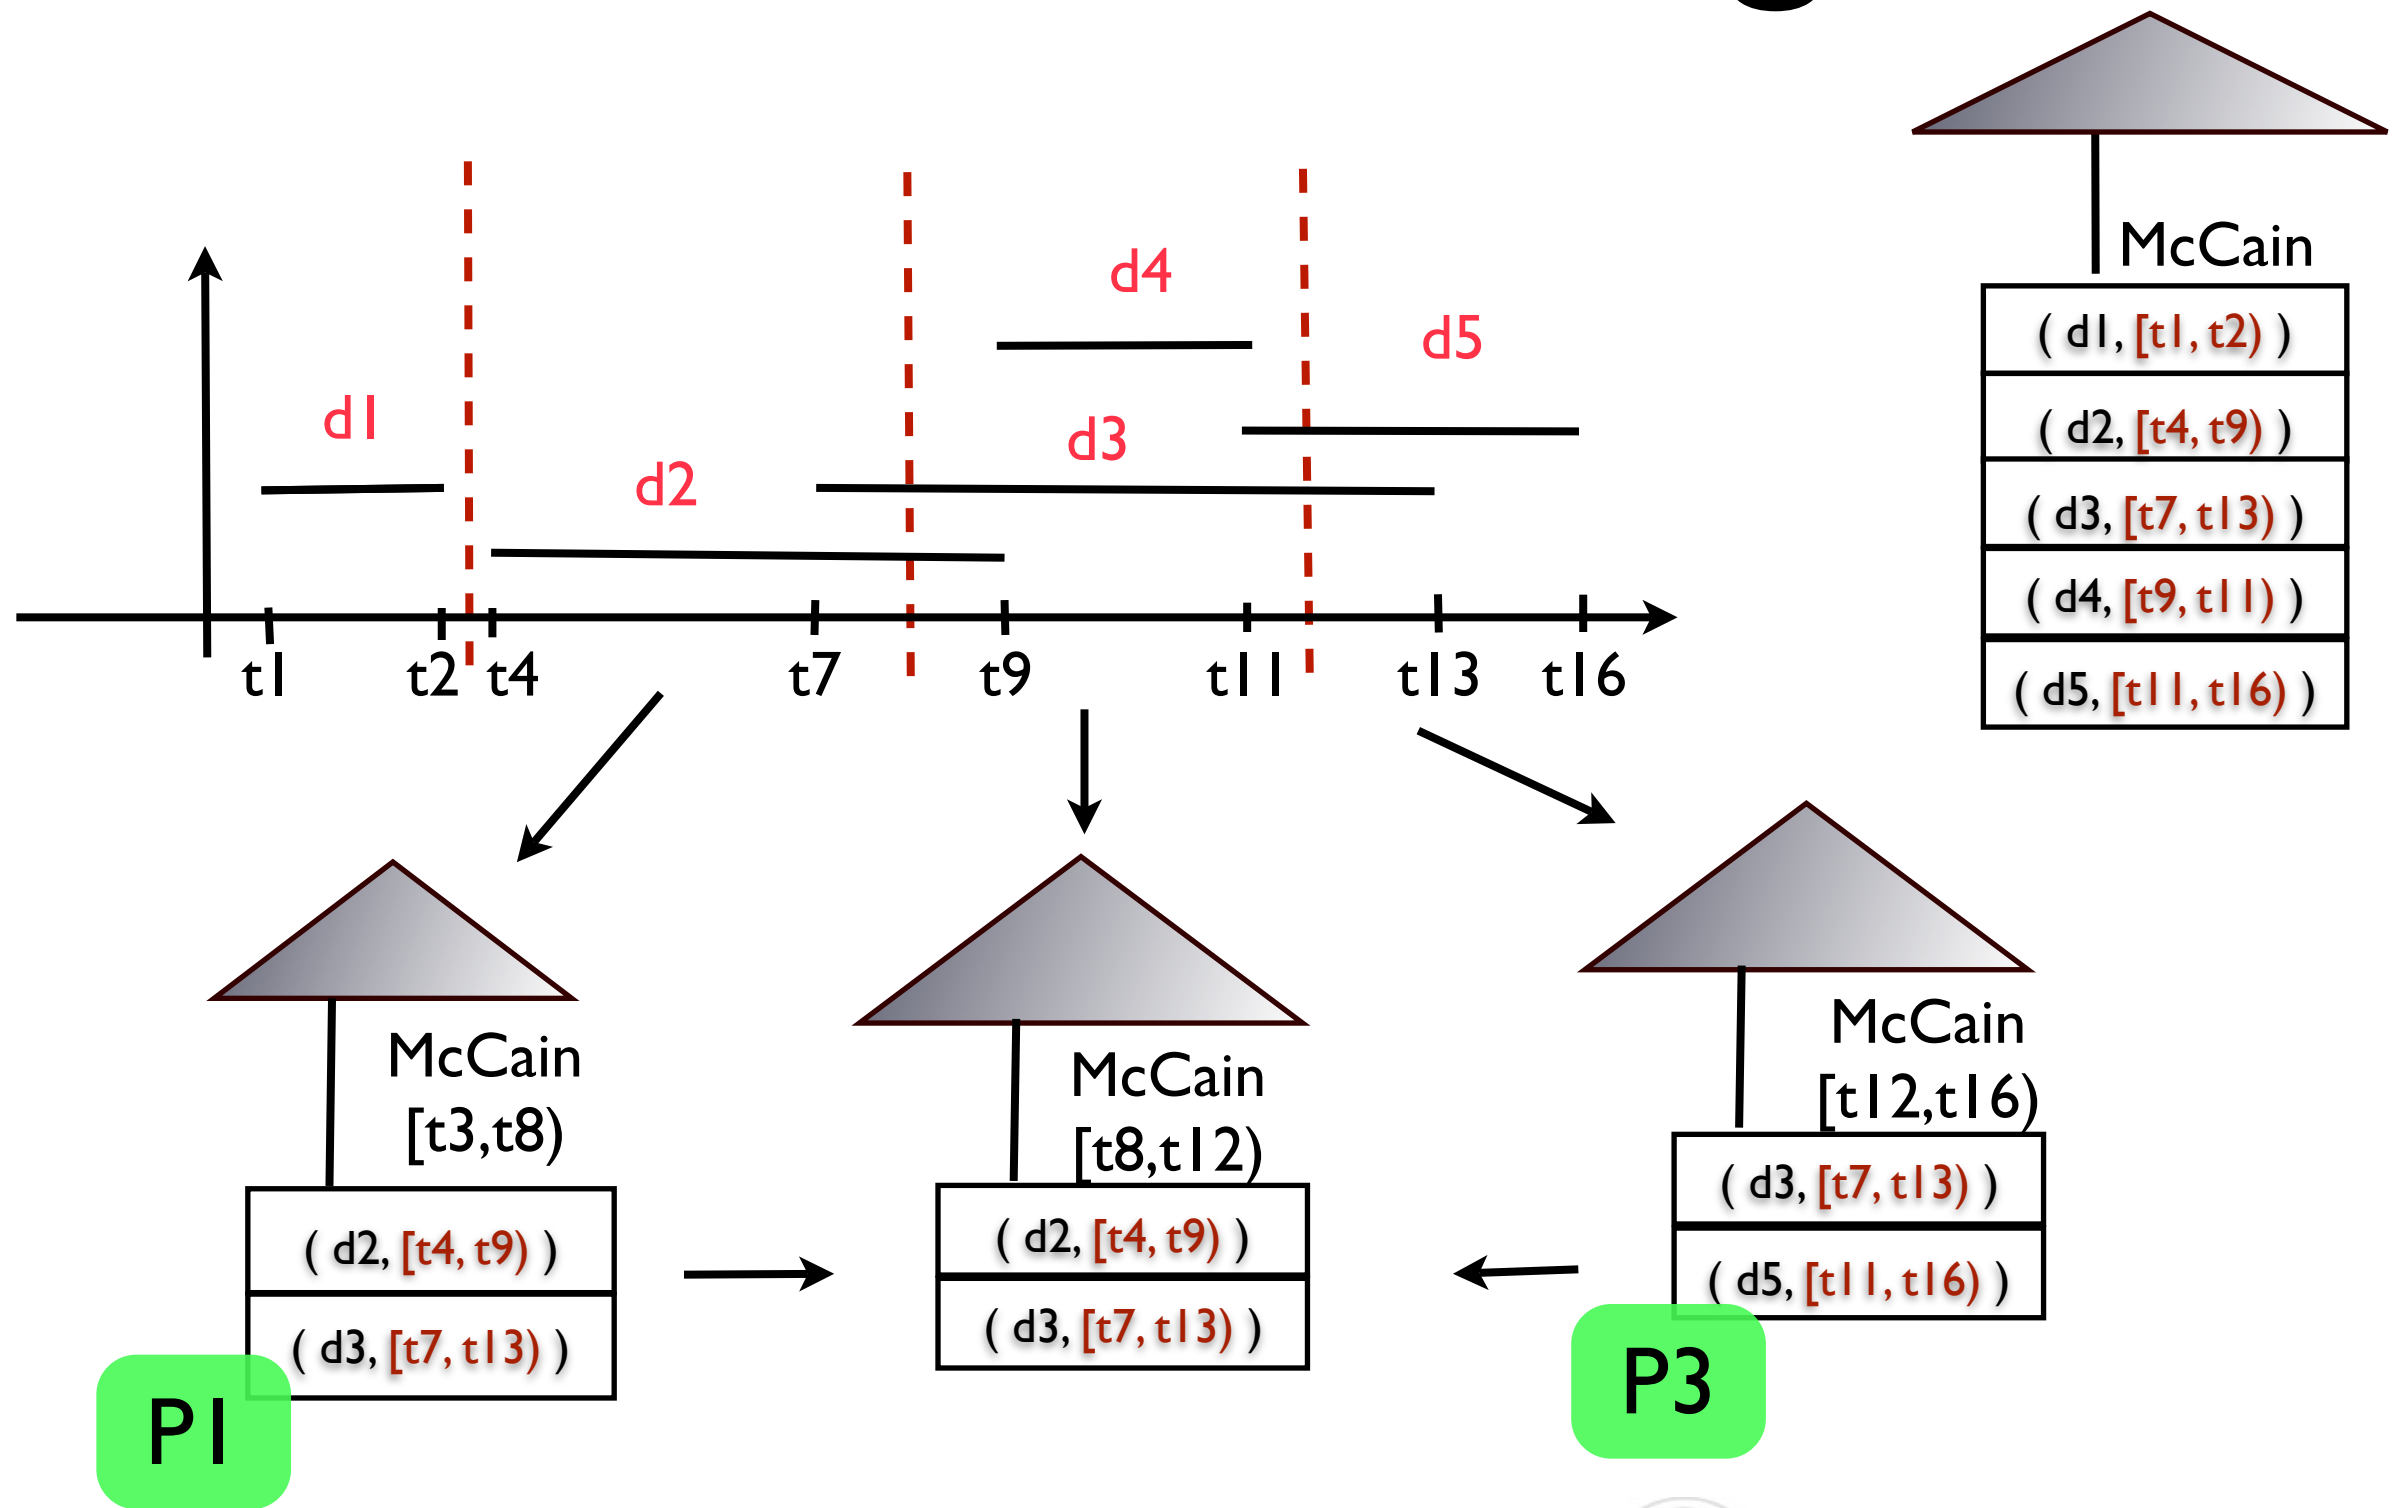 d4
d5
d1
d3
d2
t1 t2 t4 t7 t9 t11 t13 t16
McCain
( d1, [t1, t2) )
( d2, [t4, t9) )
( d3, [t7, t13) )
( d4, [t9, t11) )
( d5, [t11, t16) )
McCain
[t3,t8)
( d2, [t4, t9) )
( d3, [t7, t13) )
P1
McCain
[t8,t12)
( d2, [t4, t9) )
( d3, [t7, t13) )
McCain
[t12,t16)
( d3, [t7, t13) )
( d5, [t11, t16) )
P3